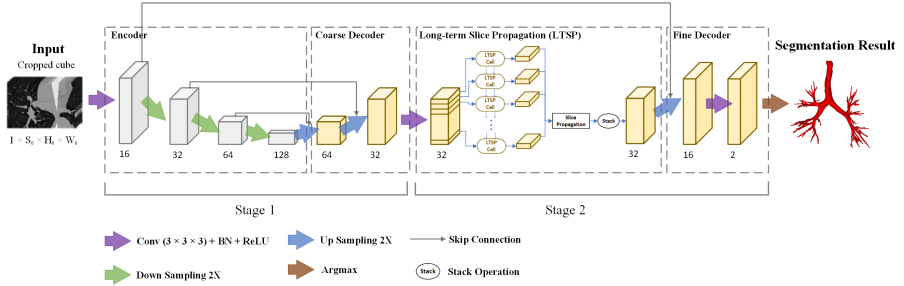 Input
Cropped cube
1 × S₀ × H₀ × W₀
Encoder
16
32
64
128
Coarse Decoder
64
32
Long-term Slice Propagation (LTSP)
32
LTSP
Cell
LTSP
Cell
LTSP
Cell
LTSP
Cell
Slice
Propagation
Stack
32
Fine Decoder
16
2
Segmentation Result
Stage 1
Stage 2
Conv (3 × 3 × 3) + BN + ReLU
Up Sampling 2X
Skip Connection
Down Sampling 2X
Argmax
Stack
Stack Operation